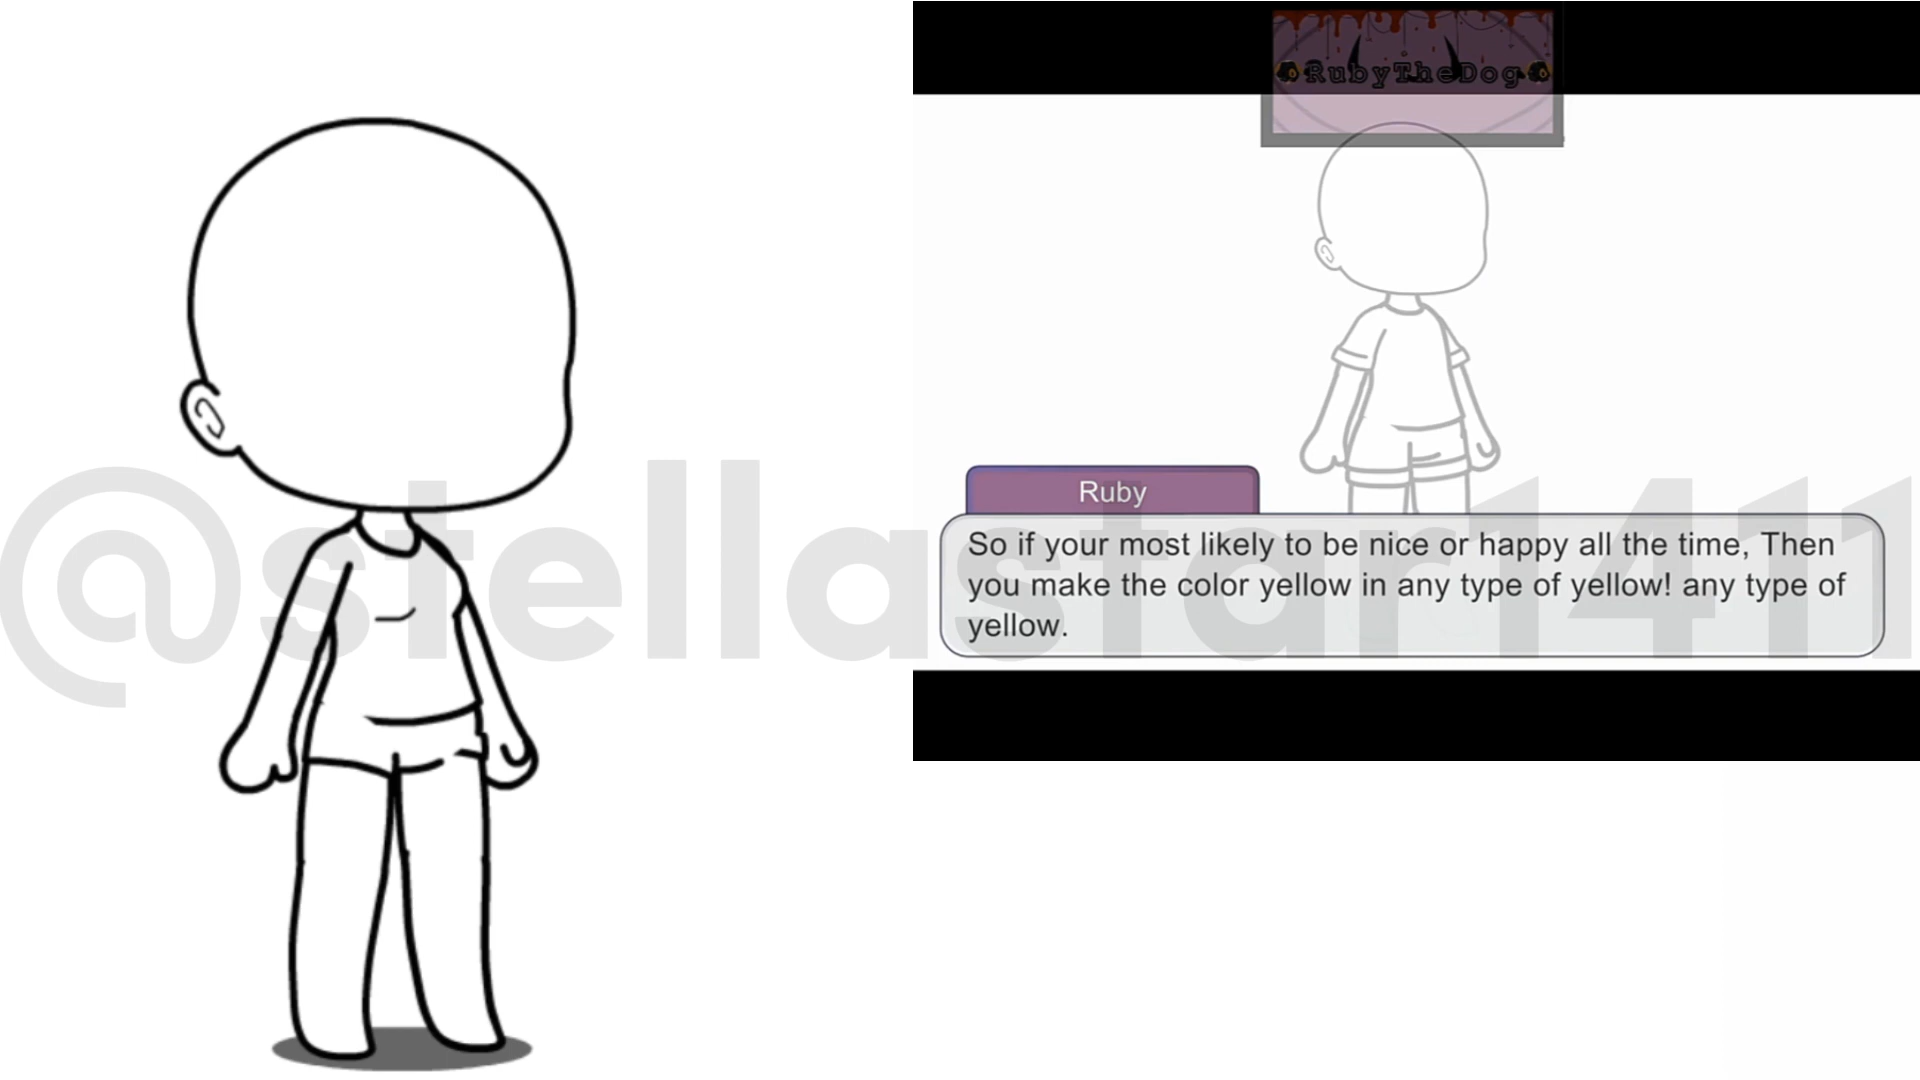 RubyTheDog
Ruby
So if your most likely to be nice or happy all the time, Then
you make the color yellow in any type of yellow! any type of
yellow.
@stellastar1411